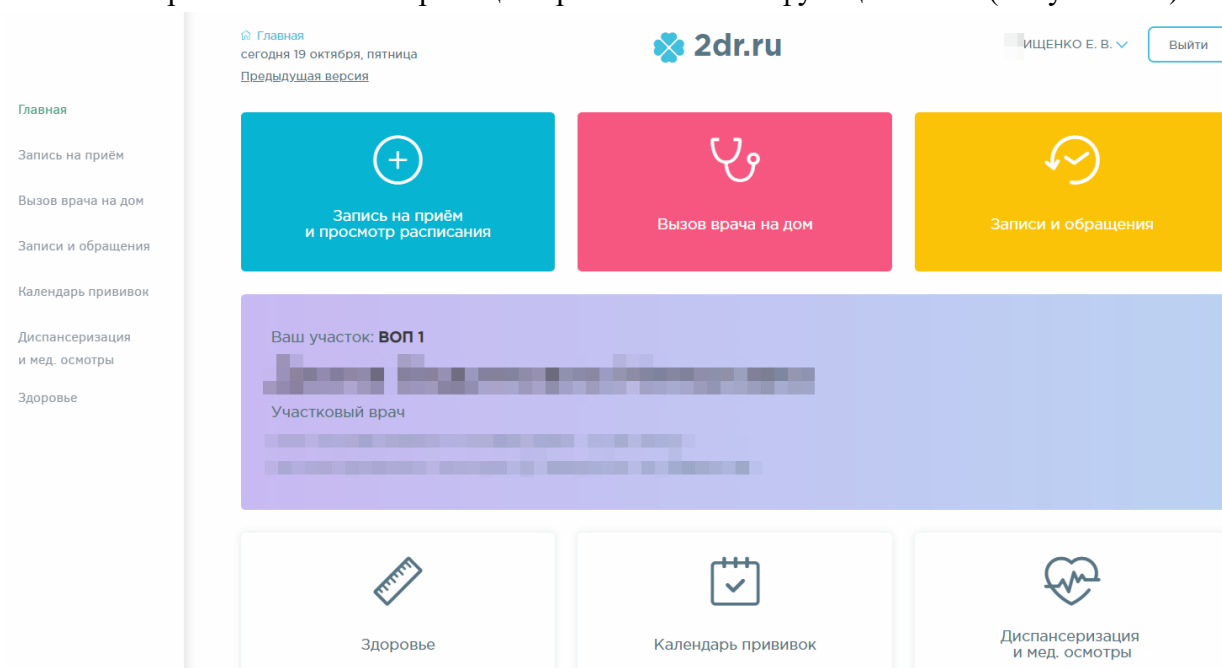 Главная
сегодня 19 октября, пятница
Предыдущая версия
2dr.ru
ИЩЕНКО Е. В.
Выйти
Главная
Запись на приём
Вызов врача на дом
Записи и обращения
Календарь прививок
Диспансеризация
и мед. осмотры
Здоровье
Запись на приём
и просмотр расписания
Вызов врача на дом
Записи и обращения
Ваш участок: ВОП 1
Участковый врач
Здоровье
Календарь прививок
Диспансеризация
и мед. осмотры